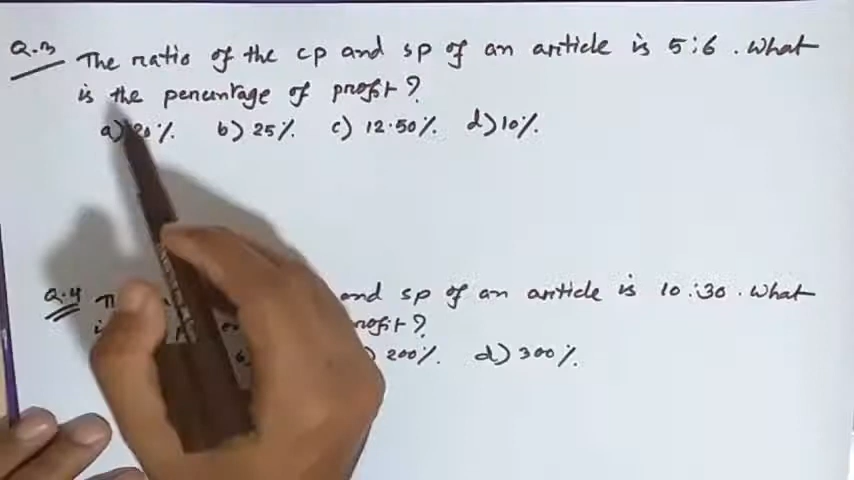 Q.3 The ratio of the cp and sp of an article is 5:6. What
is the percentage of profit?
a) 20% b) 25% c) 12.50% d) 10%.
Q.4 and sp of an article is 10:30. What
profit?
200% d) 300%.